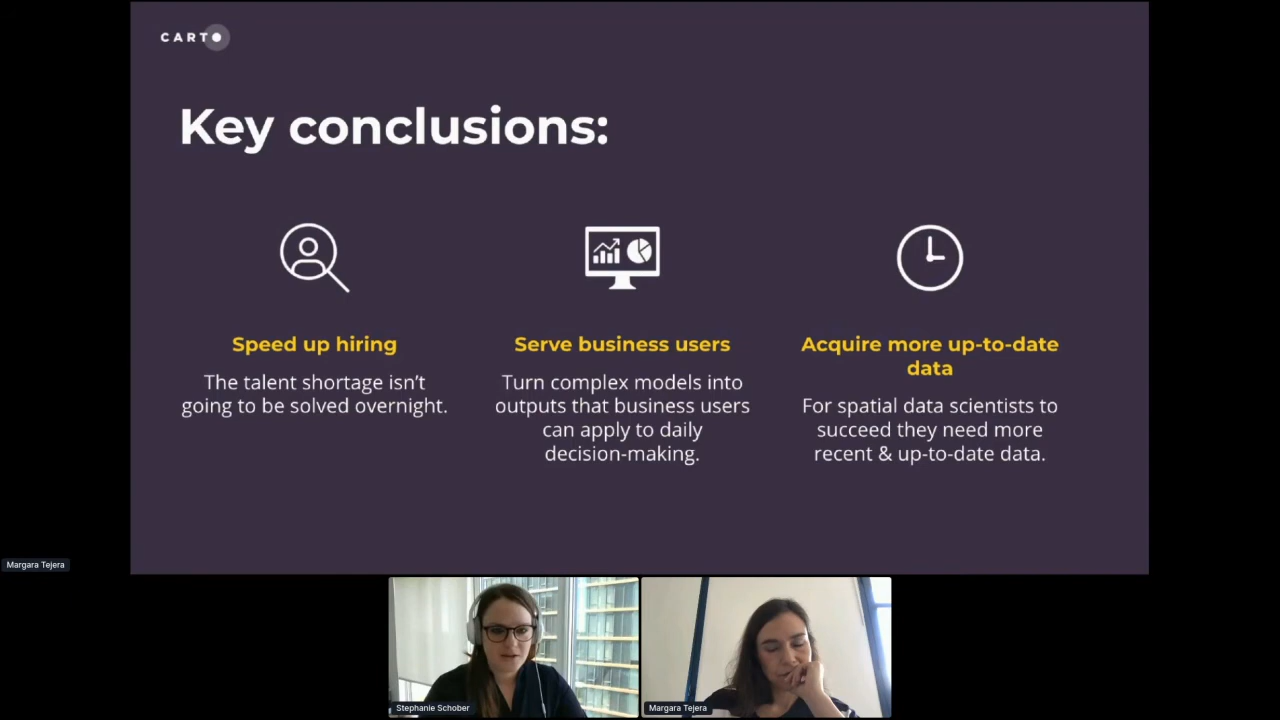 CARTO
Key conclusions:
Speed up hiring
The talent shortage isn't
going to be solved overnight.
Serve business users
Turn complex models into
outputs that business users
can apply to daily
decision-making.
Acquire more up-to-date
data
For spatial data scientists to
succeed they need more
recent & up-to-date data.
Margara Tejera
Stephanie Schober
Margara Tejera